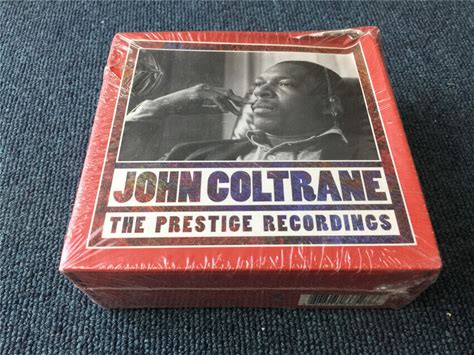 JOHN COLTRANE
THE PRESTIGE RECORDINGS